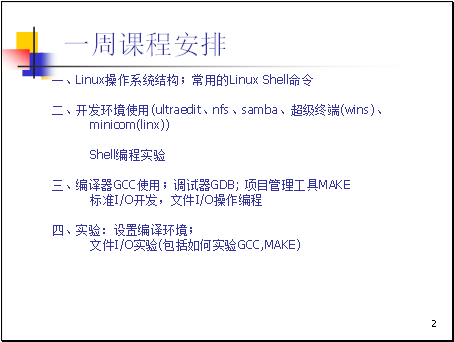 一周课程安排
一、Linux操作系统结构；常用的Linux Shell命令
二、开发环境使用(ultraedit、nfs、samba、超级终端(wins)、
minicom(linx))
Shell编程实验
三、编译器GCC使用；调试器GDB; 项目管理工具MAKE
标准I/O开发，文件I/O操作编程
四、实验：设置编译环境；
文件I/O实验(包括如何实验GCC,MAKE)
2